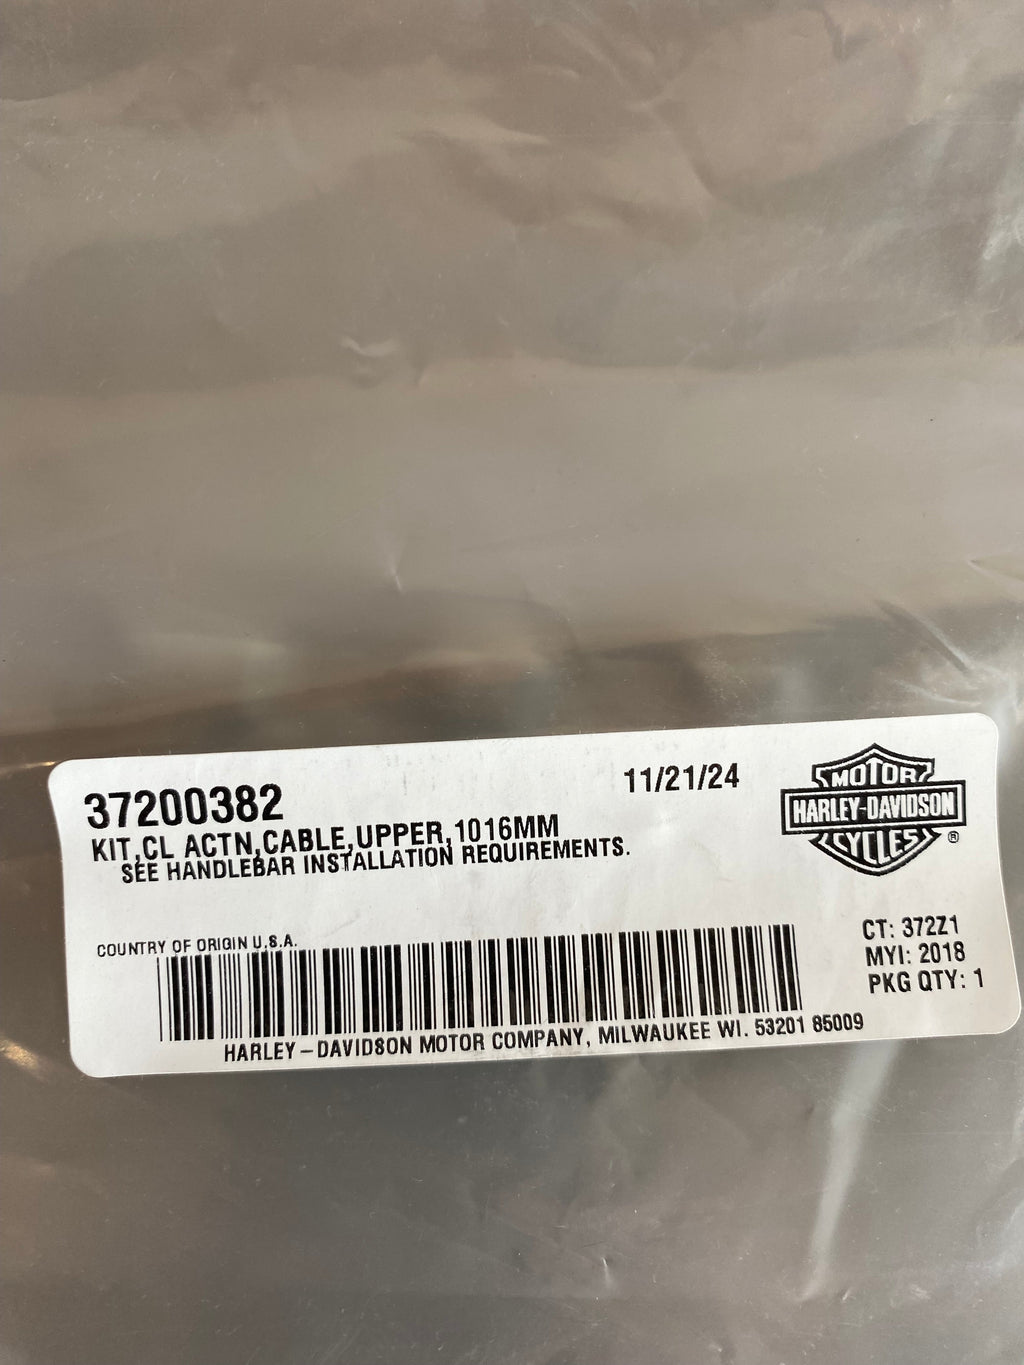 37200382
11/21/24
KIT,CL ACTN,CABLE,UPPER,1016MM
SEE HANDLEBAR INSTALLATION REQUIREMENTS.
MOTOR
HARLEY-DAVIDSON
CYCLES
®
COUNTRY OF ORIGIN U.S.A.
CT: 372Z1
MYI: 2018
PKG QTY: 1
HARLEY-DAVIDSON MOTOR COMPANY, MILWAUKEE WI. 53201 85009